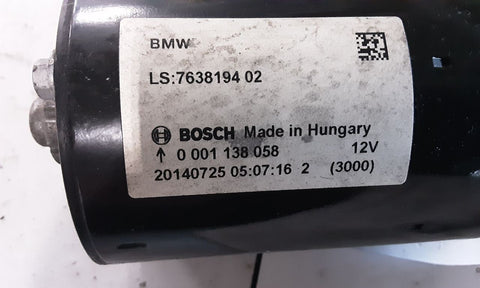 BMW
LS:7638194 02
BOSCH Made in Hungary
↑ 0 001 138 058 12V
20140725 05:07:16 2 (3000)